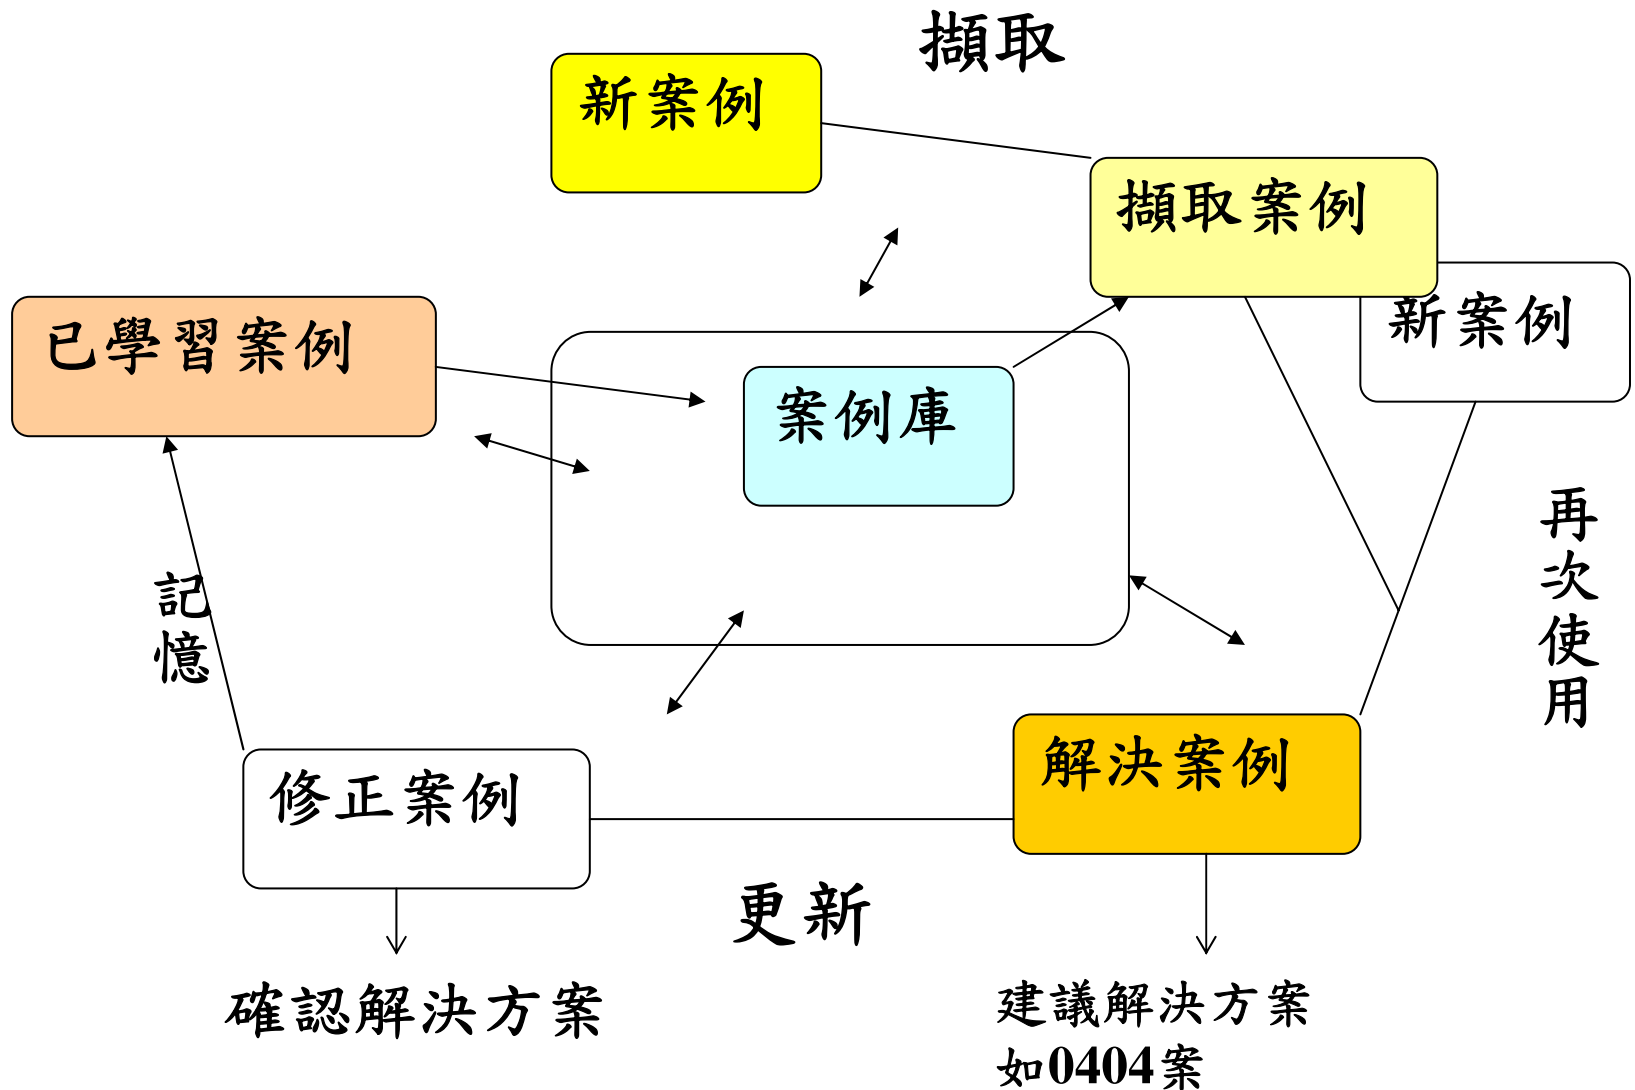 擷取
新案例
擷取案例
新案例
已學習案例
案例庫
再次使用
記憶
解決案例
修正案例
更新
確認解決方案
建議解決方案
如0404案